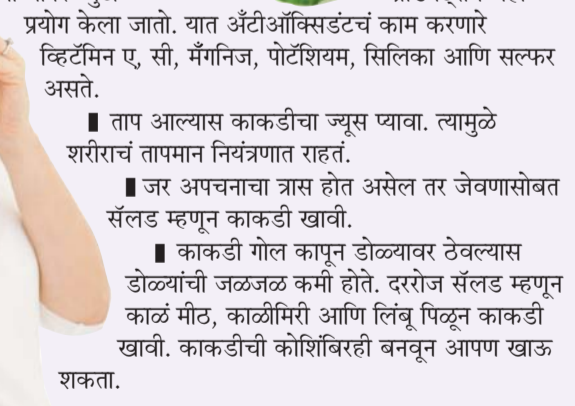 प्रयोग केला जातो. यात अँटीऑक्सिडंटचं काम करणारे
व्हिटॅमिन ए, सी, मँगनिज, पोटॅशियम, सिलिका आणि सल्फर
असते.
▮ ताप आल्यास काकडीचा ज्यूस प्यावा. त्यामुळे
शरीराचं तापमान नियंत्रणात राहतं.
▮ जर अपचनाचा त्रास होत असेल तर जेवणासोबत
सॅलड म्हणून काकडी खावी.
▮ काकडी गोल कापून डोळ्यावर ठेवल्यास
डोळ्यांची जळजळ कमी होते. दररोज सॅलड म्हणून
काळं मीठ, काळीमिरी आणि लिंबू पिळून काकडी
खावी. काकडीची कोशिंबिरही बनवून आपण खाऊ
शकता.